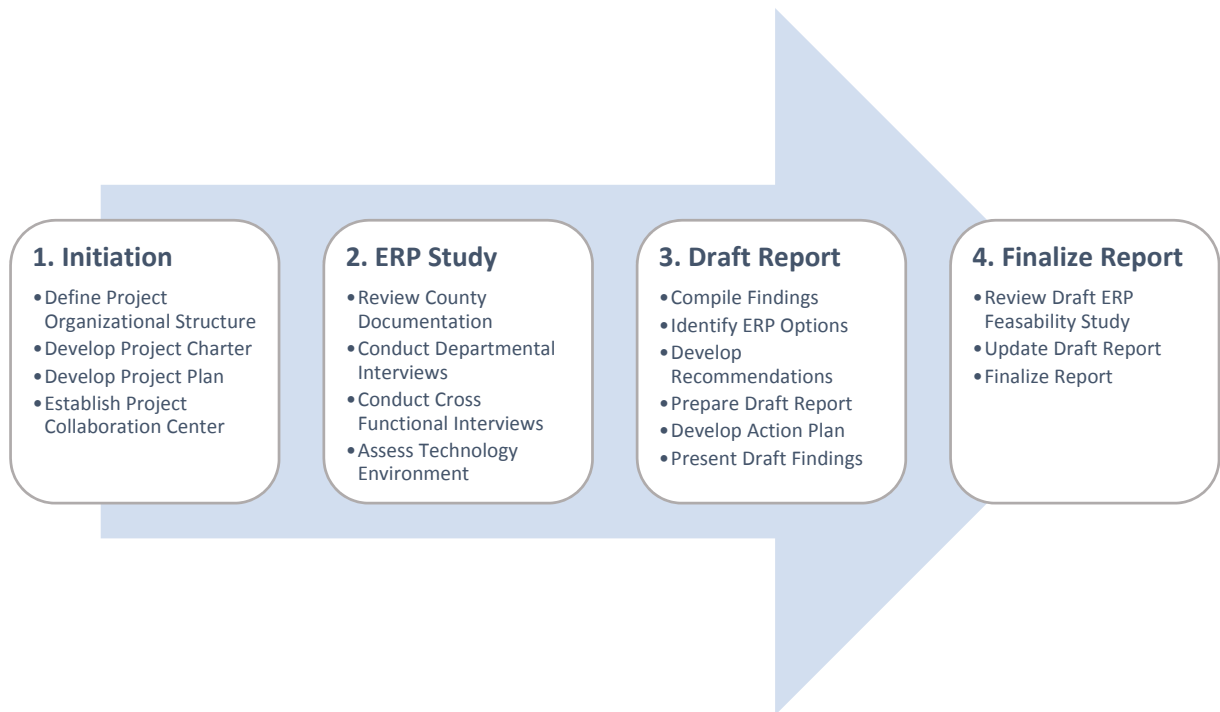 1. Initiation
•Define Project
Organizational Structure
•Develop Project Charter
•Develop Project Plan
•Establish Project
Collaboration Center
2. ERP Study
•Review County
Documentation
•Conduct Departmental
Interviews
•Conduct Cross
Functional Interviews
•Assess Technology
Environment
3. Draft Report
•Compile Findings
•Identify ERP Options
•Develop
Recommendations
•Prepare Draft Report
•Develop Action Plan
•Present Draft Findings
4. Finalize Report
•Review Draft ERP
Feasability Study
•Update Draft Report
•Finalize Report